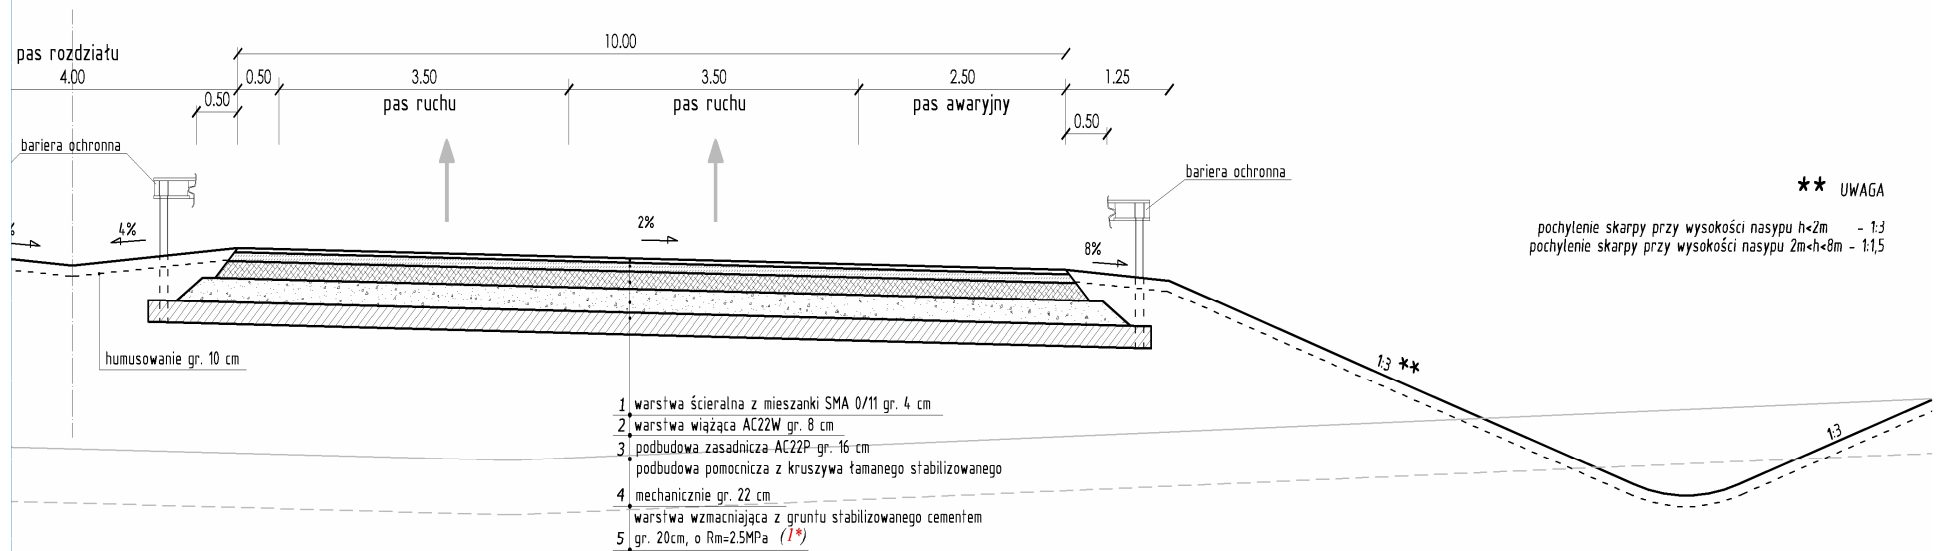 10.00
pas rozdziału
4.00
0.50
3.50
3.50
2.50
1.25
0.50
pas ruchu
pas ruchu
pas awaryjny
0.50
bariera ochronna
bariera ochronna
** UWAGA
pochylenie skarpy przy wysokości nasypu h<2m - 1:3
pochylenie skarpy przy wysokości nasypu 2m<h<8m - 1:1,5
%
4%
2%
8%
humusowanie gr. 10 cm
1:3 **
1:3
1 warstwa ścieralna z mieszanki SMA 0/11 gr. 4 cm
2 warstwa wiążąca AC22W gr. 8 cm
3 podbudowa zasadnicza AC22P gr. 16 cm
podbudowa pomocnicza z kruszywa łamanego stabilizowanego
4 mechanicznie gr. 22 cm
warstwa wzmacniająca z gruntu stabilizowanego cementem
5 gr. 20cm, o Rm=2.5MPa (1*)